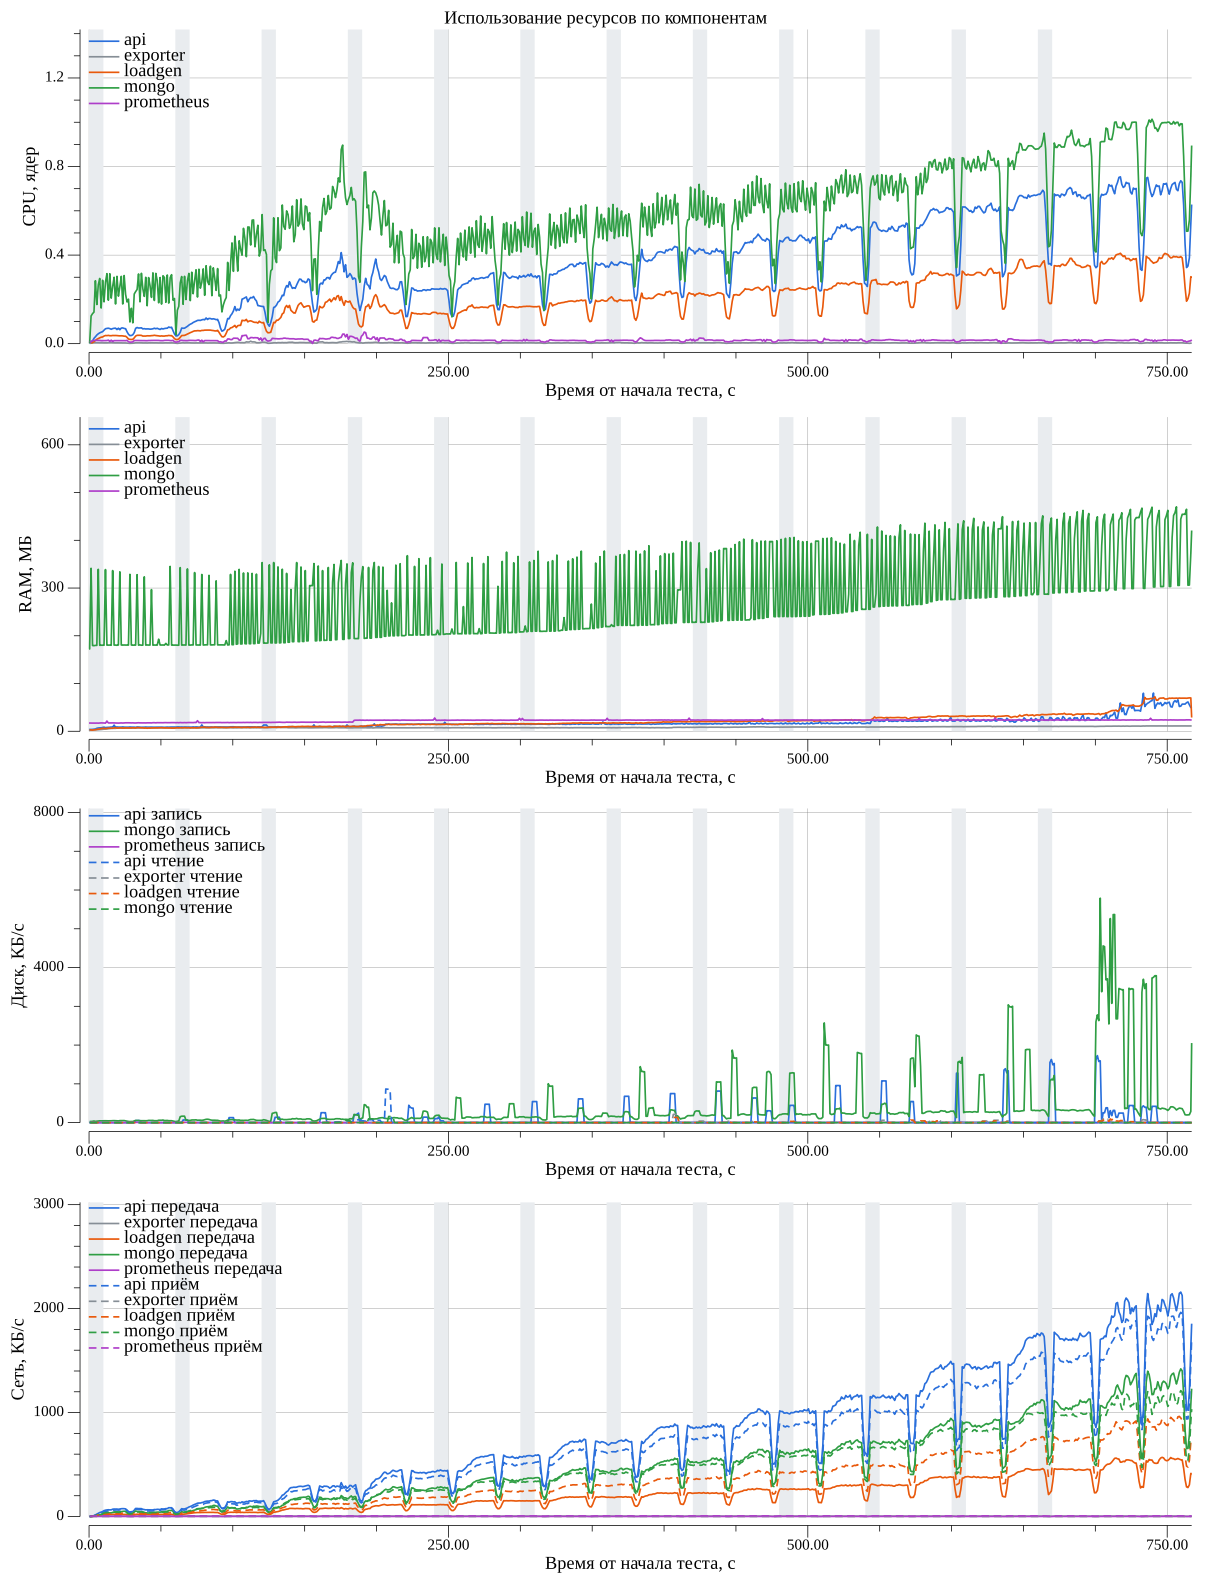 Использование ресурсов по компонентам
api
exporter
loadgen
mongo
prometheus
1.2
0.8
0.4
0.0
CPU, ядер
0.00
250.00
500.00
750.00
Время от начала теста, с
api
exporter
loadgen
mongo
prometheus
600
300
0
RAM, МБ
0.00
250.00
500.00
750.00
Время от начала теста, с
api запись
mongo запись
prometheus запись
api чтение
exporter чтение
loadgen чтение
mongo чтение
8000
4000
0
Диск, КБ/с
0.00
250.00
500.00
750.00
Время от начала теста, с
api передача
exporter передача
loadgen передача
mongo передача
prometheus передача
api приём
exporter приём
loadgen приём
mongo приём
prometheus приём
3000
2000
1000
0
Сеть, КБ/с
0.00
250.00
500.00
750.00
Время от начала теста, с